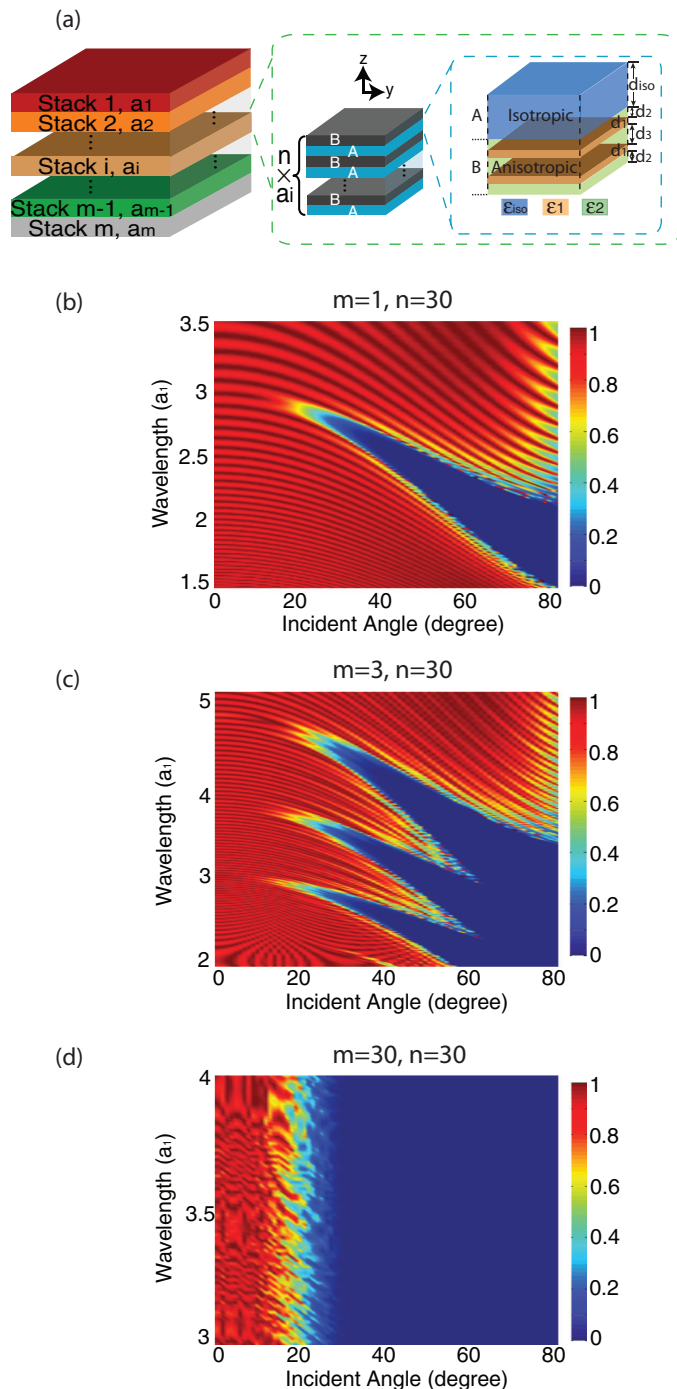 (a)
Stack 1, a1
Stack 2, a2
Stack i, ai
Stack m-1, am-1
Stack m, am
z
y
n
×
ai
B
A
B
A
B
A
A
B
Isotropic
Anisotropic
diso
d2
d1
d3
d1
d2
εiso
ε1
ε2
(b)
m=1, n=30
Wavelength (a1)
3.5
3
2.5
2
1.5
0 20 40 60 80
Incident Angle (degree)
1
0.8
0.6
0.4
0.2
0
(c)
m=3, n=30
Wavelength (a1)
5
4
3
2
0 20 40 60 80
Incident Angle (degree)
1
0.8
0.6
0.4
0.2
0
(d)
m=30, n=30
Wavelength (a1)
4
3.5
3
0 20 40 60 80
Incident Angle (degree)
1
0.8
0.6
0.4
0.2
0